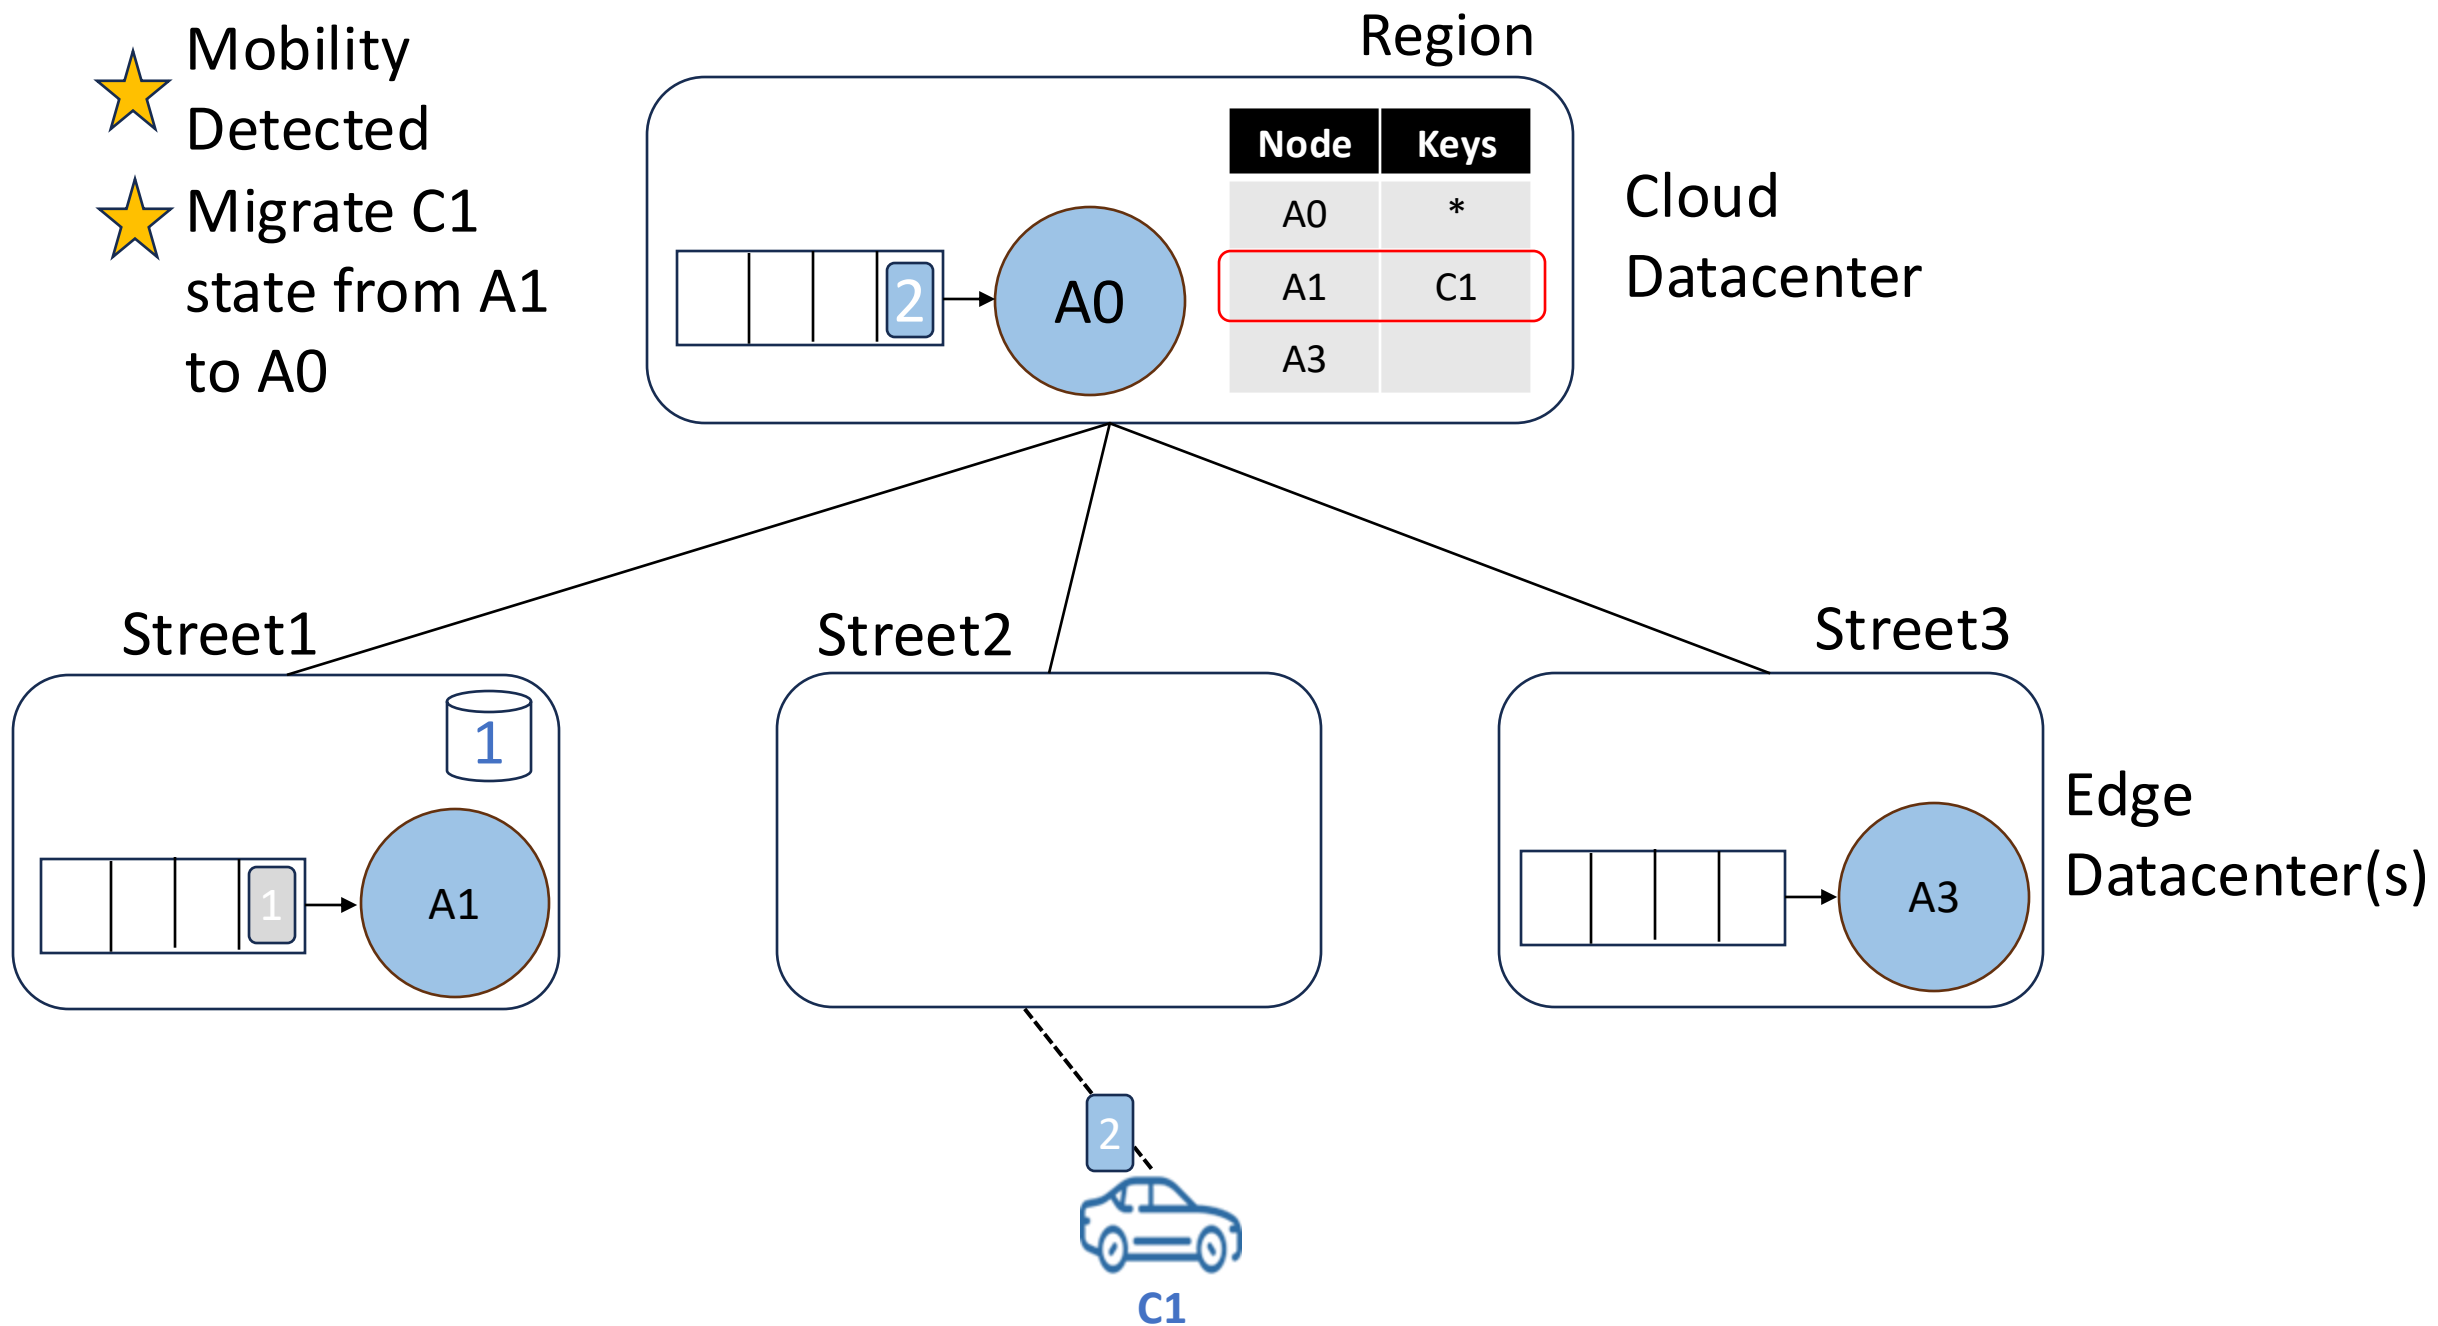 Mobility
Detected
Migrate C1
state from A1
to A0
Region
Node Keys
A0 *
A1 C1
A3
2
A0
Cloud
Datacenter
Street1
1
1
A1
Street2
Street3
A3
Edge
Datacenter(s)
2
C1